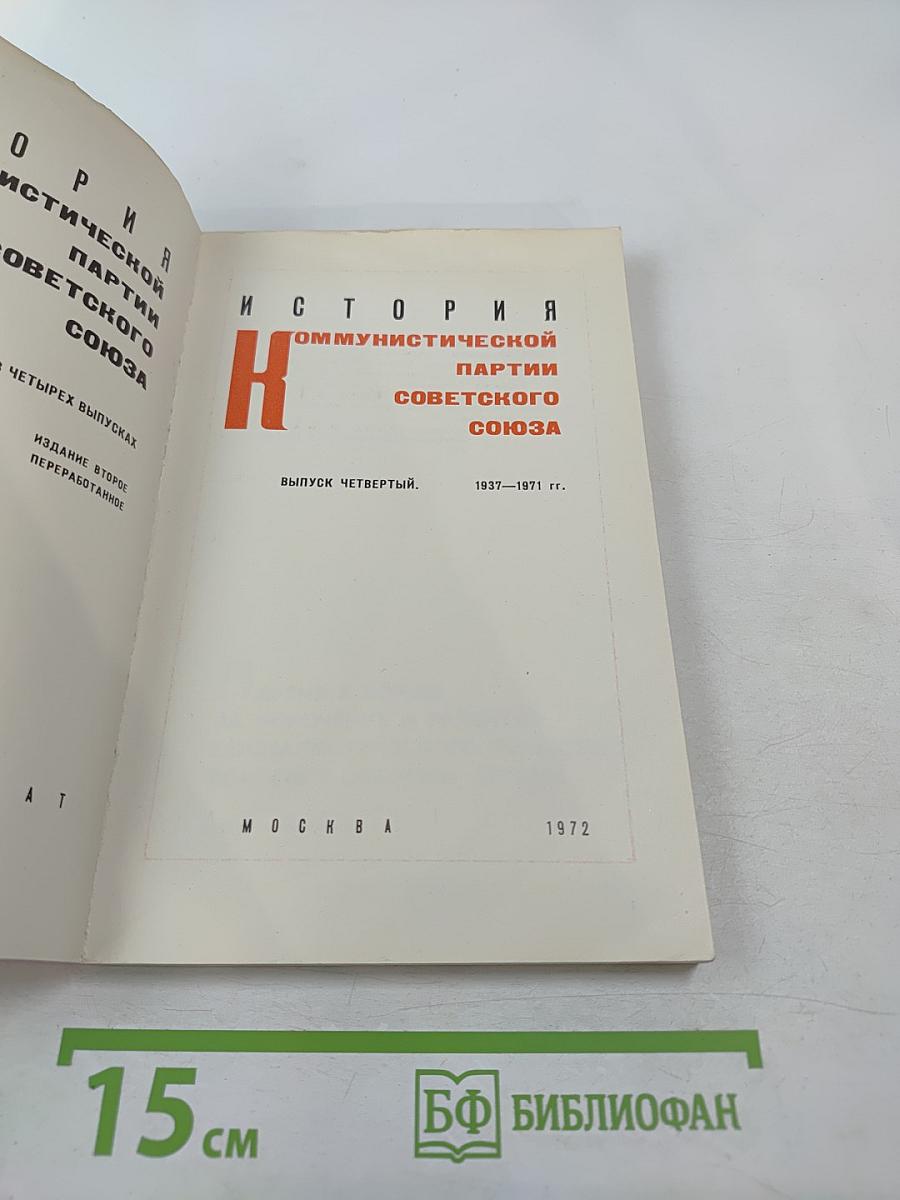 ОРИЯ
ИСТИЧЕСКОЙ
ПАРТИИ
СОВЕТСКОГО
СОЮЗА
В ЧЕТЫРЕХ ВЫПУСКАХ
ИЗДАНИЕ ВТОРОЕ
ПЕРЕРАБОТАННОЕ
АТ
ИСТОРИЯ
КОММУНИСТИЧЕСКОЙ
ПАРТИИ
СОВЕТСКОГО
СОЮЗА
ВЫПУСК ЧЕТВЕРТЫЙ. 1937—1971 гг.
МОСКВА 1972
15 см
БФ БИБЛИОФАН